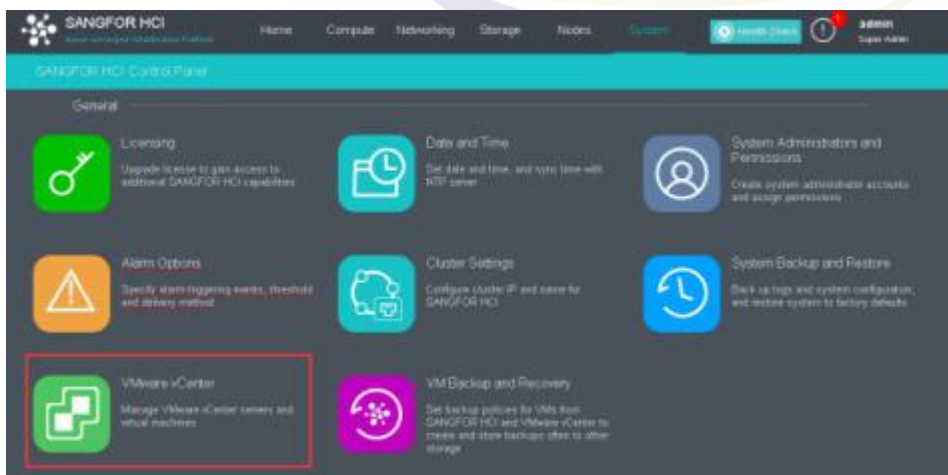 SANGFOR HCI
Home Compute Networking Storage Nodes System Health Check 1 admin
Super Admin
SANGFOR HCI Control Panel
General
Licensing
Upgrade license to gain access to
additional SANGFOR HCI capabilities
Date and Time
Set date and time, and sync time with
NTP server
System Administrators and
Permissions
Create system administrator accounts
and assign permissions
Alarm Options
Specify alarm-triggering events, threshold
and delivery method
Cluster Settings
Configure cluster IP and name for
SANGFOR HCI
System Backup and Restore
Back up logs and system configuration,
and restore system to factory defaults
VMware vCenter
Manage VMware vCenter servers and
virtual machines
VM Backup and Recovery
Set backup policies for VMs from
SANGFOR HCI and VMware vCenter to
create and store backups often to other
storage